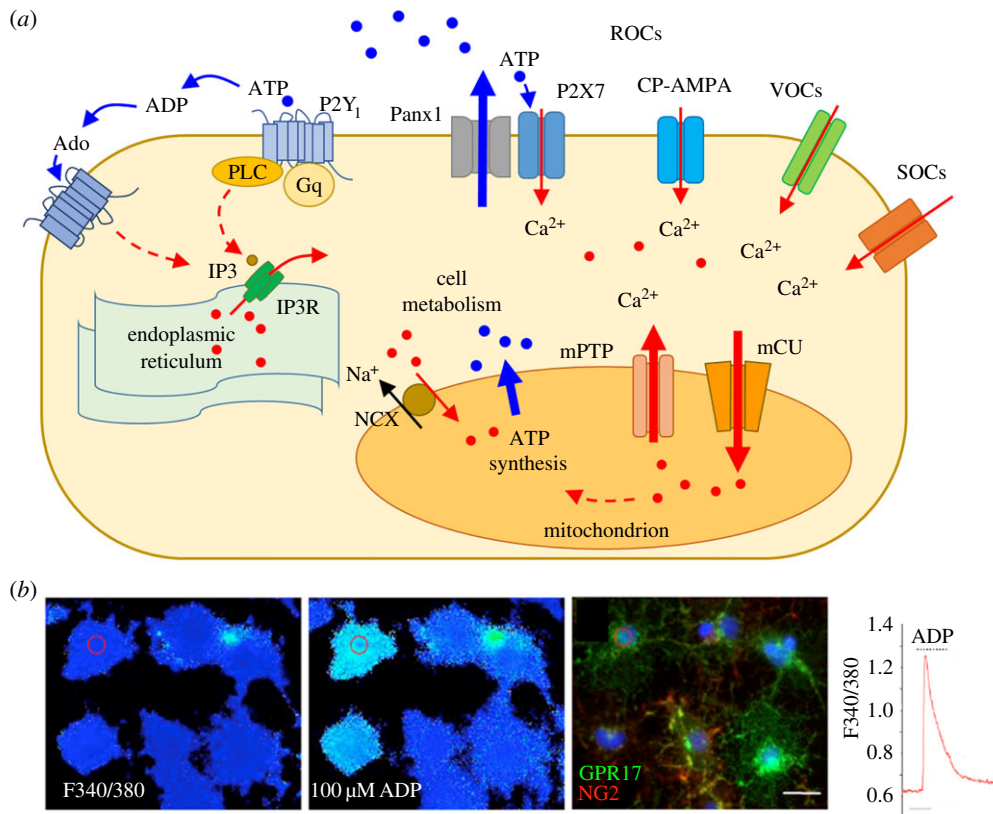 (a)
ROCs
ATP
ATP
ADP
P2Y1
Panx1
P2X7
CP-AMPA
VOCs
Ado
PLC
Gq
SOCs
Ca2+
Ca2+
Ca2+
Ca2+
Ca2+
IP3
IP3R
cell
metabolism
endoplasmic
reticulum
mPTP
mCU
Na+
NCX
ATP
synthesis
mitochondrion
(b)
F340/380
100 µM ADP
GPR17
NG2
F340/380
ADP
1.4
1.2
1.0
0.8
0.6